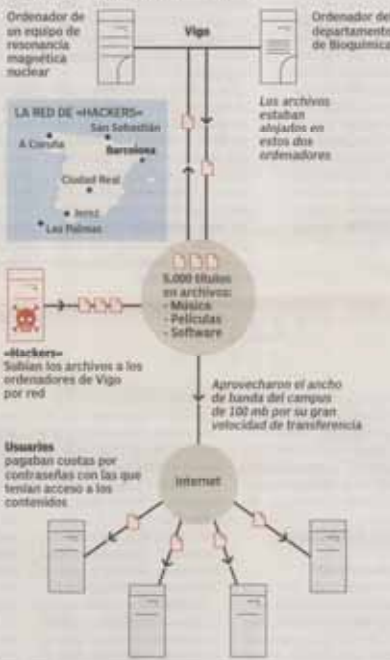 Ordenador de
un equipo de
resonancia
magnética
nuclear
Vigo
Ordenador del
departamento
de Bioquímica
Los archivos
estaban
alojados en
estos dos
ordenadores
LA RED DE «HACKERS»
San Sebastián
A Coruña
Barcelona
Ciudad Real
Jerez
Las Palmas
5.000 títulos
en archivos:
- Música
- Películas
- Software
«Hackers»
Subían los archivos a los
ordenadores de Vigo
por red
Aprovecharon el ancho
de banda del campus
de 100 mb por su gran
velocidad de transferencia
Usuarios
pagaban cuotas por
contraseñas con las que
tenían acceso a los
contenidos
Internet